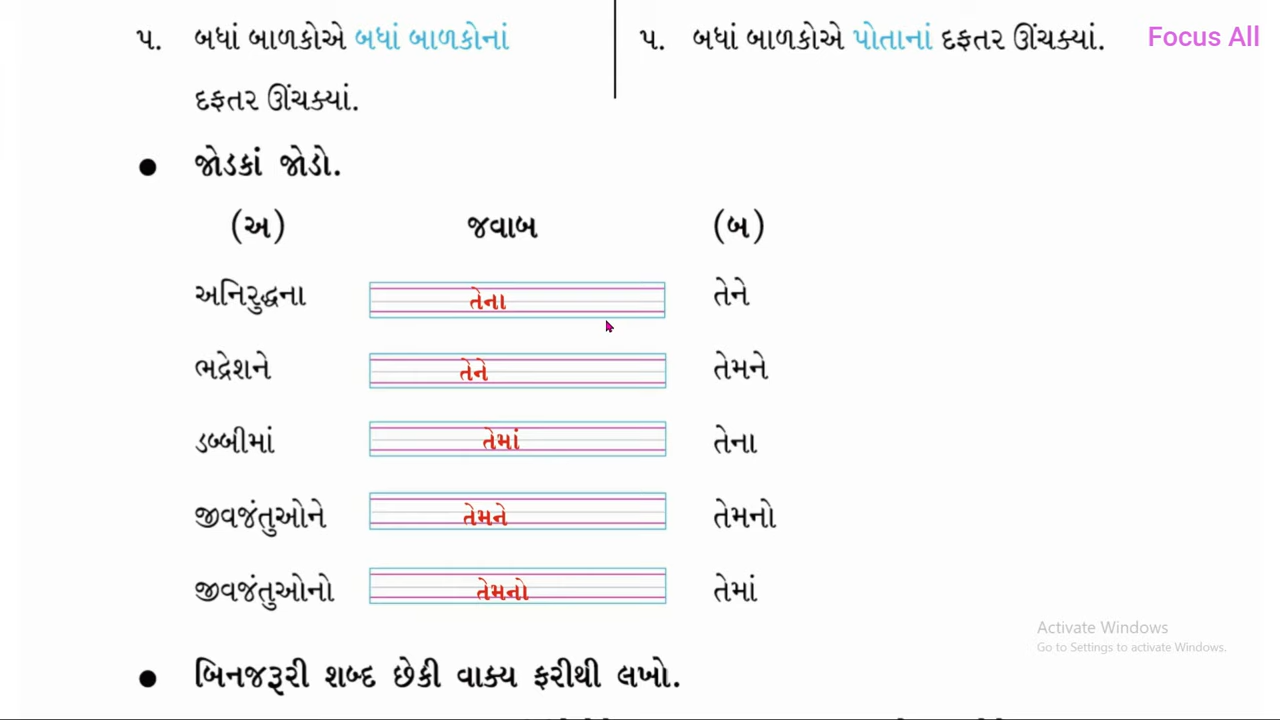 ૫. બધાં બાળકોએ બધાં બાળકોનાં
દફતર ઊંચક્યાં.
૫. બધાં બાળકોએ પોતાનાં દફતર ઊંચક્યાં.
Focus All
● જોડકાં જોડો.
(અ) જવાબ (બ)
અનિરુદ્ધના તેના તેને
ભદ્રેશને તેને તેમને
ડબ્બીમાં તેમાં તેના
જીવજંતુઓને તેમને તેમનો
જીવજંતુઓનો તેમનો તેમાં
Activate Windows
Go to Settings to activate Windows.
● બિનજરૂરી શબ્દ છેકી વાક્ય ફરીથી લખો.